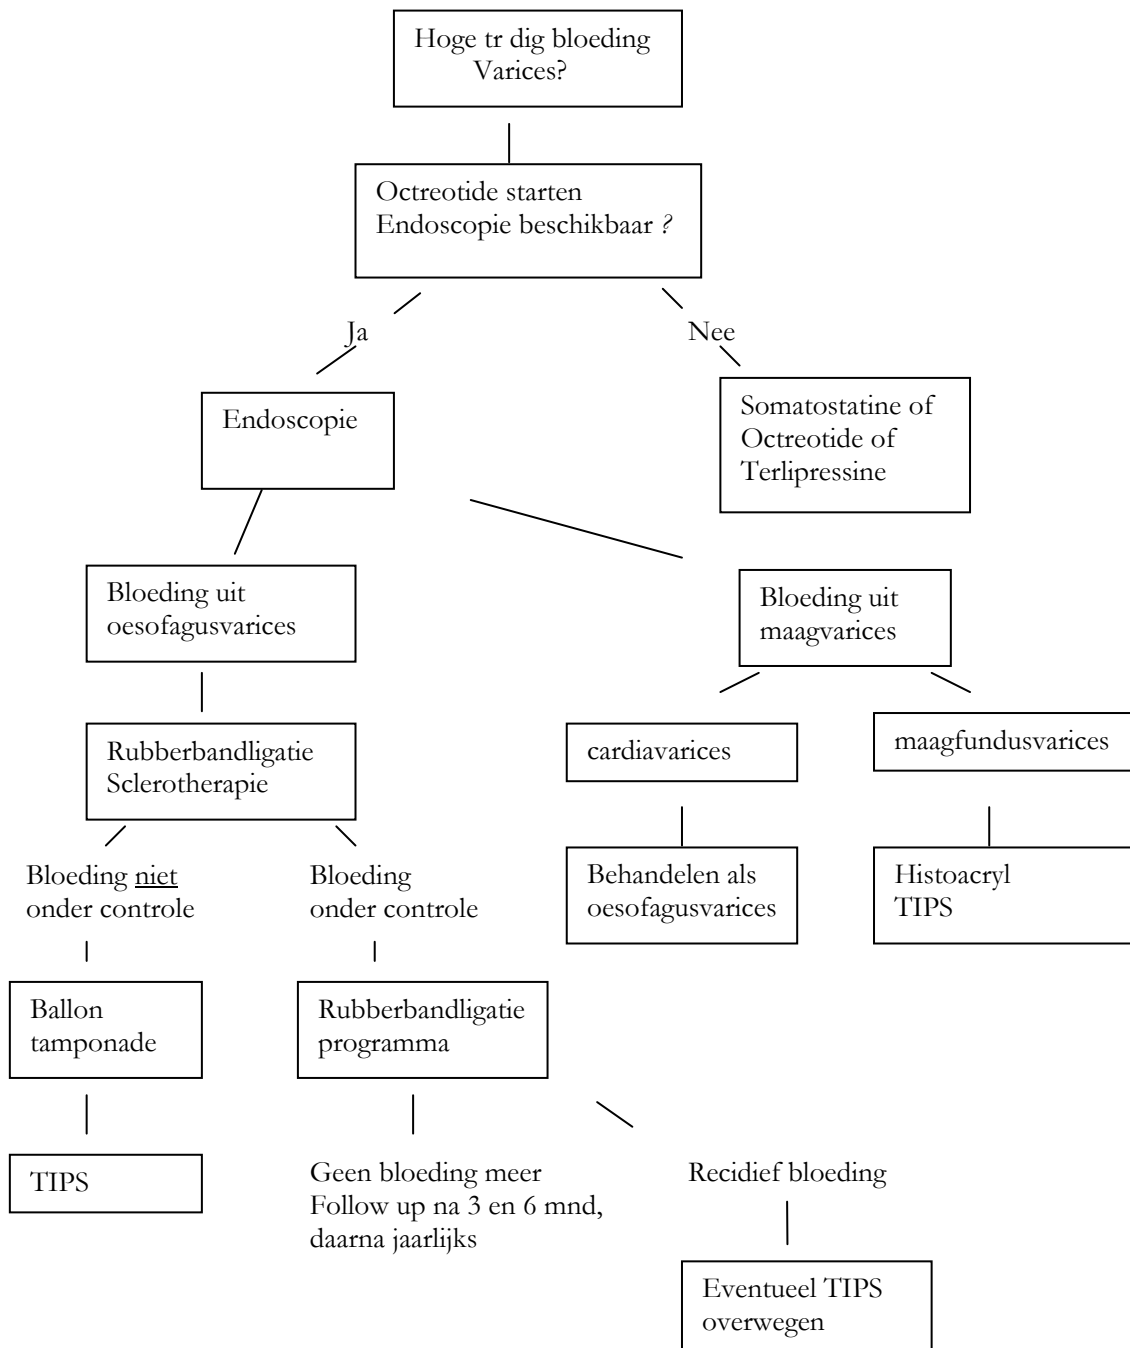 Hoge tr dig bloeding
Varices?
Octreotide starten
Endoscopie beschikbaar ?
Ja
Nee
Endoscopie
Somatostatine of
Octreotide of
Terlipressine
Bloeding uit
oesofagusvarices
Bloeding uit
maagvarices
Rubberbandligatie
Sclerotherapie
cardiavarices
maagfundusvarices
Bloeding niet
onder controle
Bloeding
onder controle
Behandelen als
oesofagusvarices
Histoacryl
TIPS
Ballon
tamponade
Rubberbandligatie
programma
TIPS
Geen bloeding meer
Follow up na 3 en 6 mnd,
daarna jaarlijks
Recidief bloeding
Eventueel TIPS
overwegen